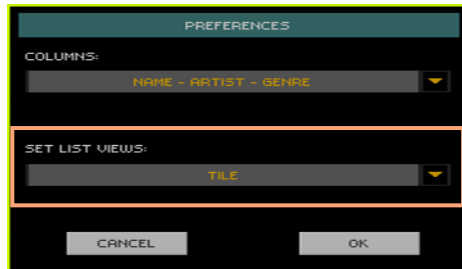 PREFERENCES
COLUMNS:
NAME - ARTIST - GENRE
SET LIST VIEWS:
TILE
CANCEL OK